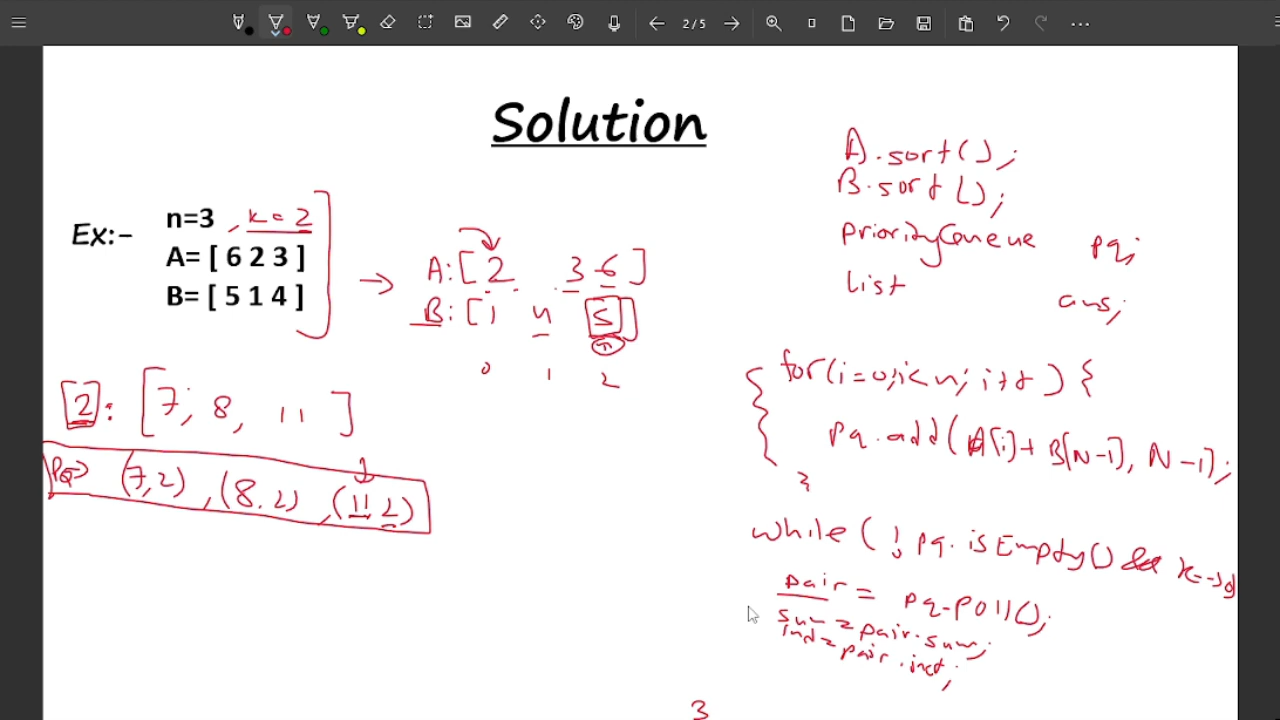 2/5
Solution
Ex:-
n=3 , k=2
A= [ 6 2 3 ]
B= [ 5 1 4 ]
A:[ 2 3 6 ]
B:[ 1 4 5 ]
0 1 2
2 : [ 7, 8, 11 ]
PQ→ (7,2) , (8,2) , (11 2)
A.sort();
B.sort();
PriorityQueue pq;
list ans;
for(i=0;i<n;i++) {
pq.add(A[i]+B[N-1], N-1);
}
while ( ! pq.isEmpty() && k-->0
pair = pq.poll();
sum = pair.sum;
ind = pair.ind;
3